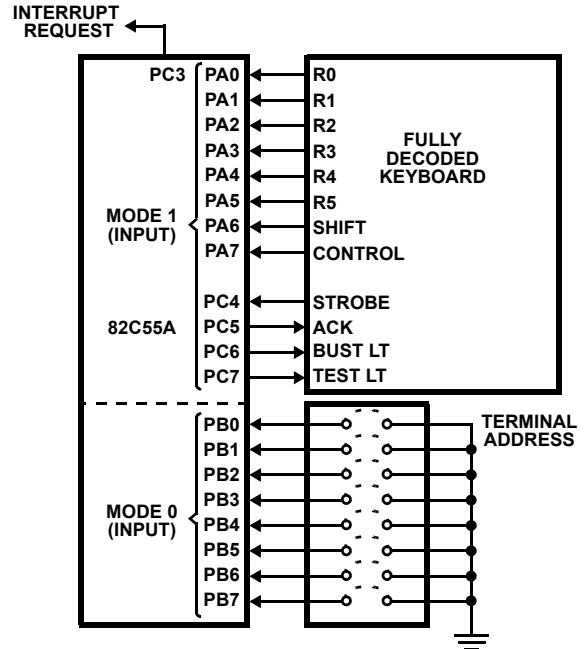 INTERRUPT
REQUEST
PC3 PA0 R0
PA1 R1
PA2 R2
PA3 R3
PA4 R4
PA5 R5
PA6 SHIFT
PA7 CONTROL
FULLY
DECODED
KEYBOARD
MODE 1
(INPUT)
PC4 STROBE
82C55A PC5 ACK
PC6 BUST LT
PC7 TEST LT
PB0
PB1
PB2
PB3
PB4
PB5
PB6
PB7
MODE 0
(INPUT)
TERMINAL
ADDRESS